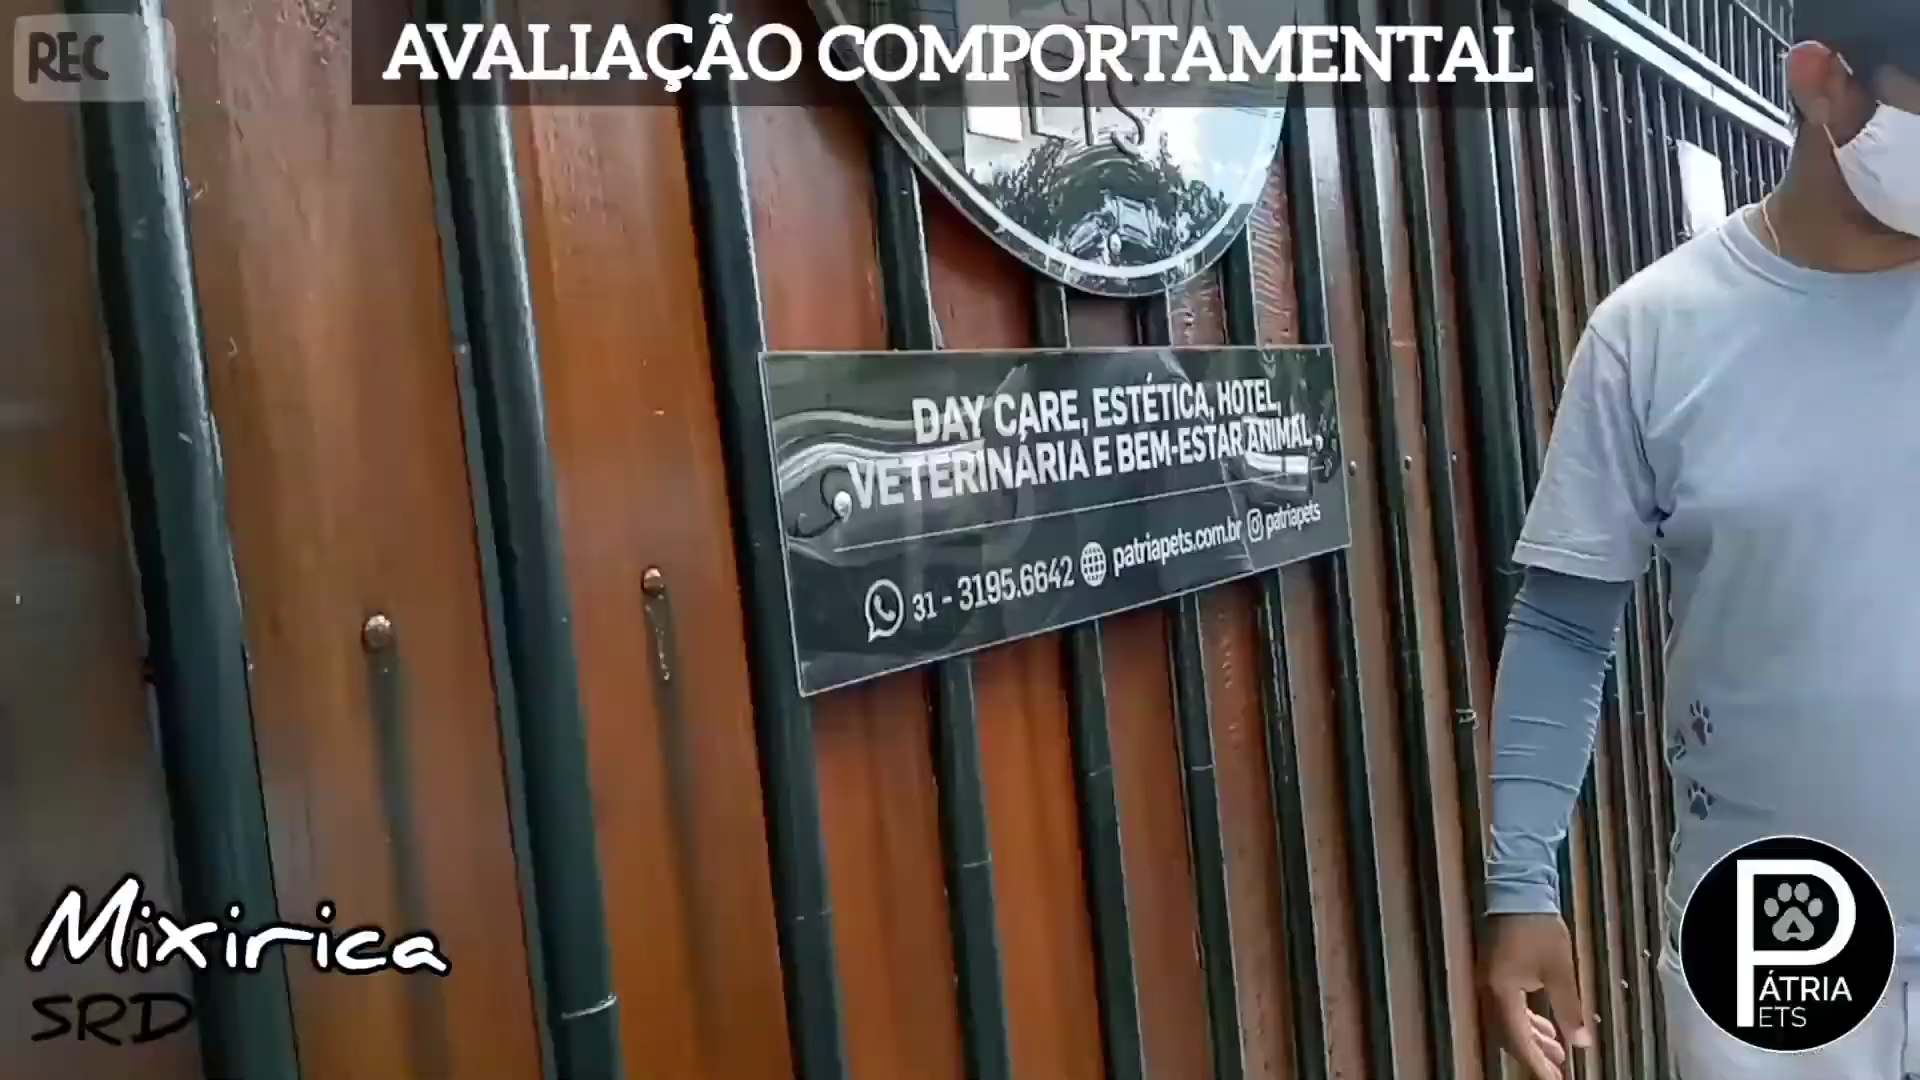 REC
AVALIAÇÃO COMPORTAMENTAL
DAY CARE, ESTÉTICA, HOTEL,
VETERINÁRIA E BEM-ESTAR ANIMAL
31 - 3195.6642 patriapets.com.br patriapets
Mixirica
SRD
PÁTRIA
PETS